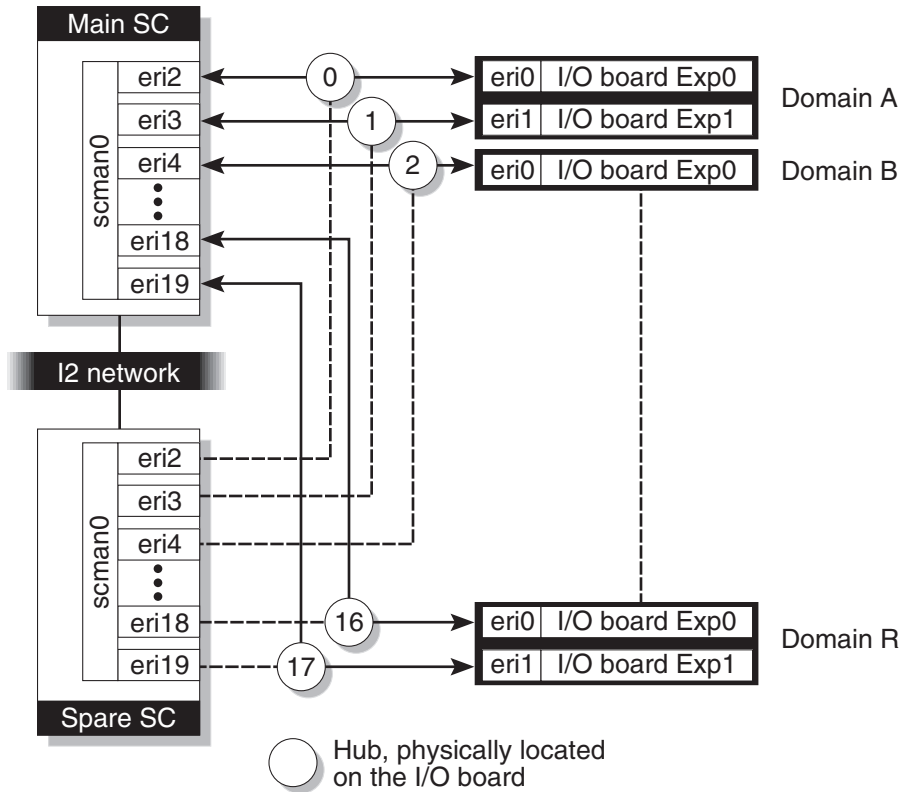 Main SC
scman0
eri2
eri3
eri4
eri18
eri19
0
1
2
eri0 I/O board Exp0
eri1 I/O board Exp1
Domain A
eri0 I/O board Exp0
Domain B
I2 network
scman0
eri2
eri3
eri4
eri18
eri19
Spare SC
16
17
eri0 I/O board Exp0
eri1 I/O board Exp1
Domain R
Hub, physically located
on the I/O board